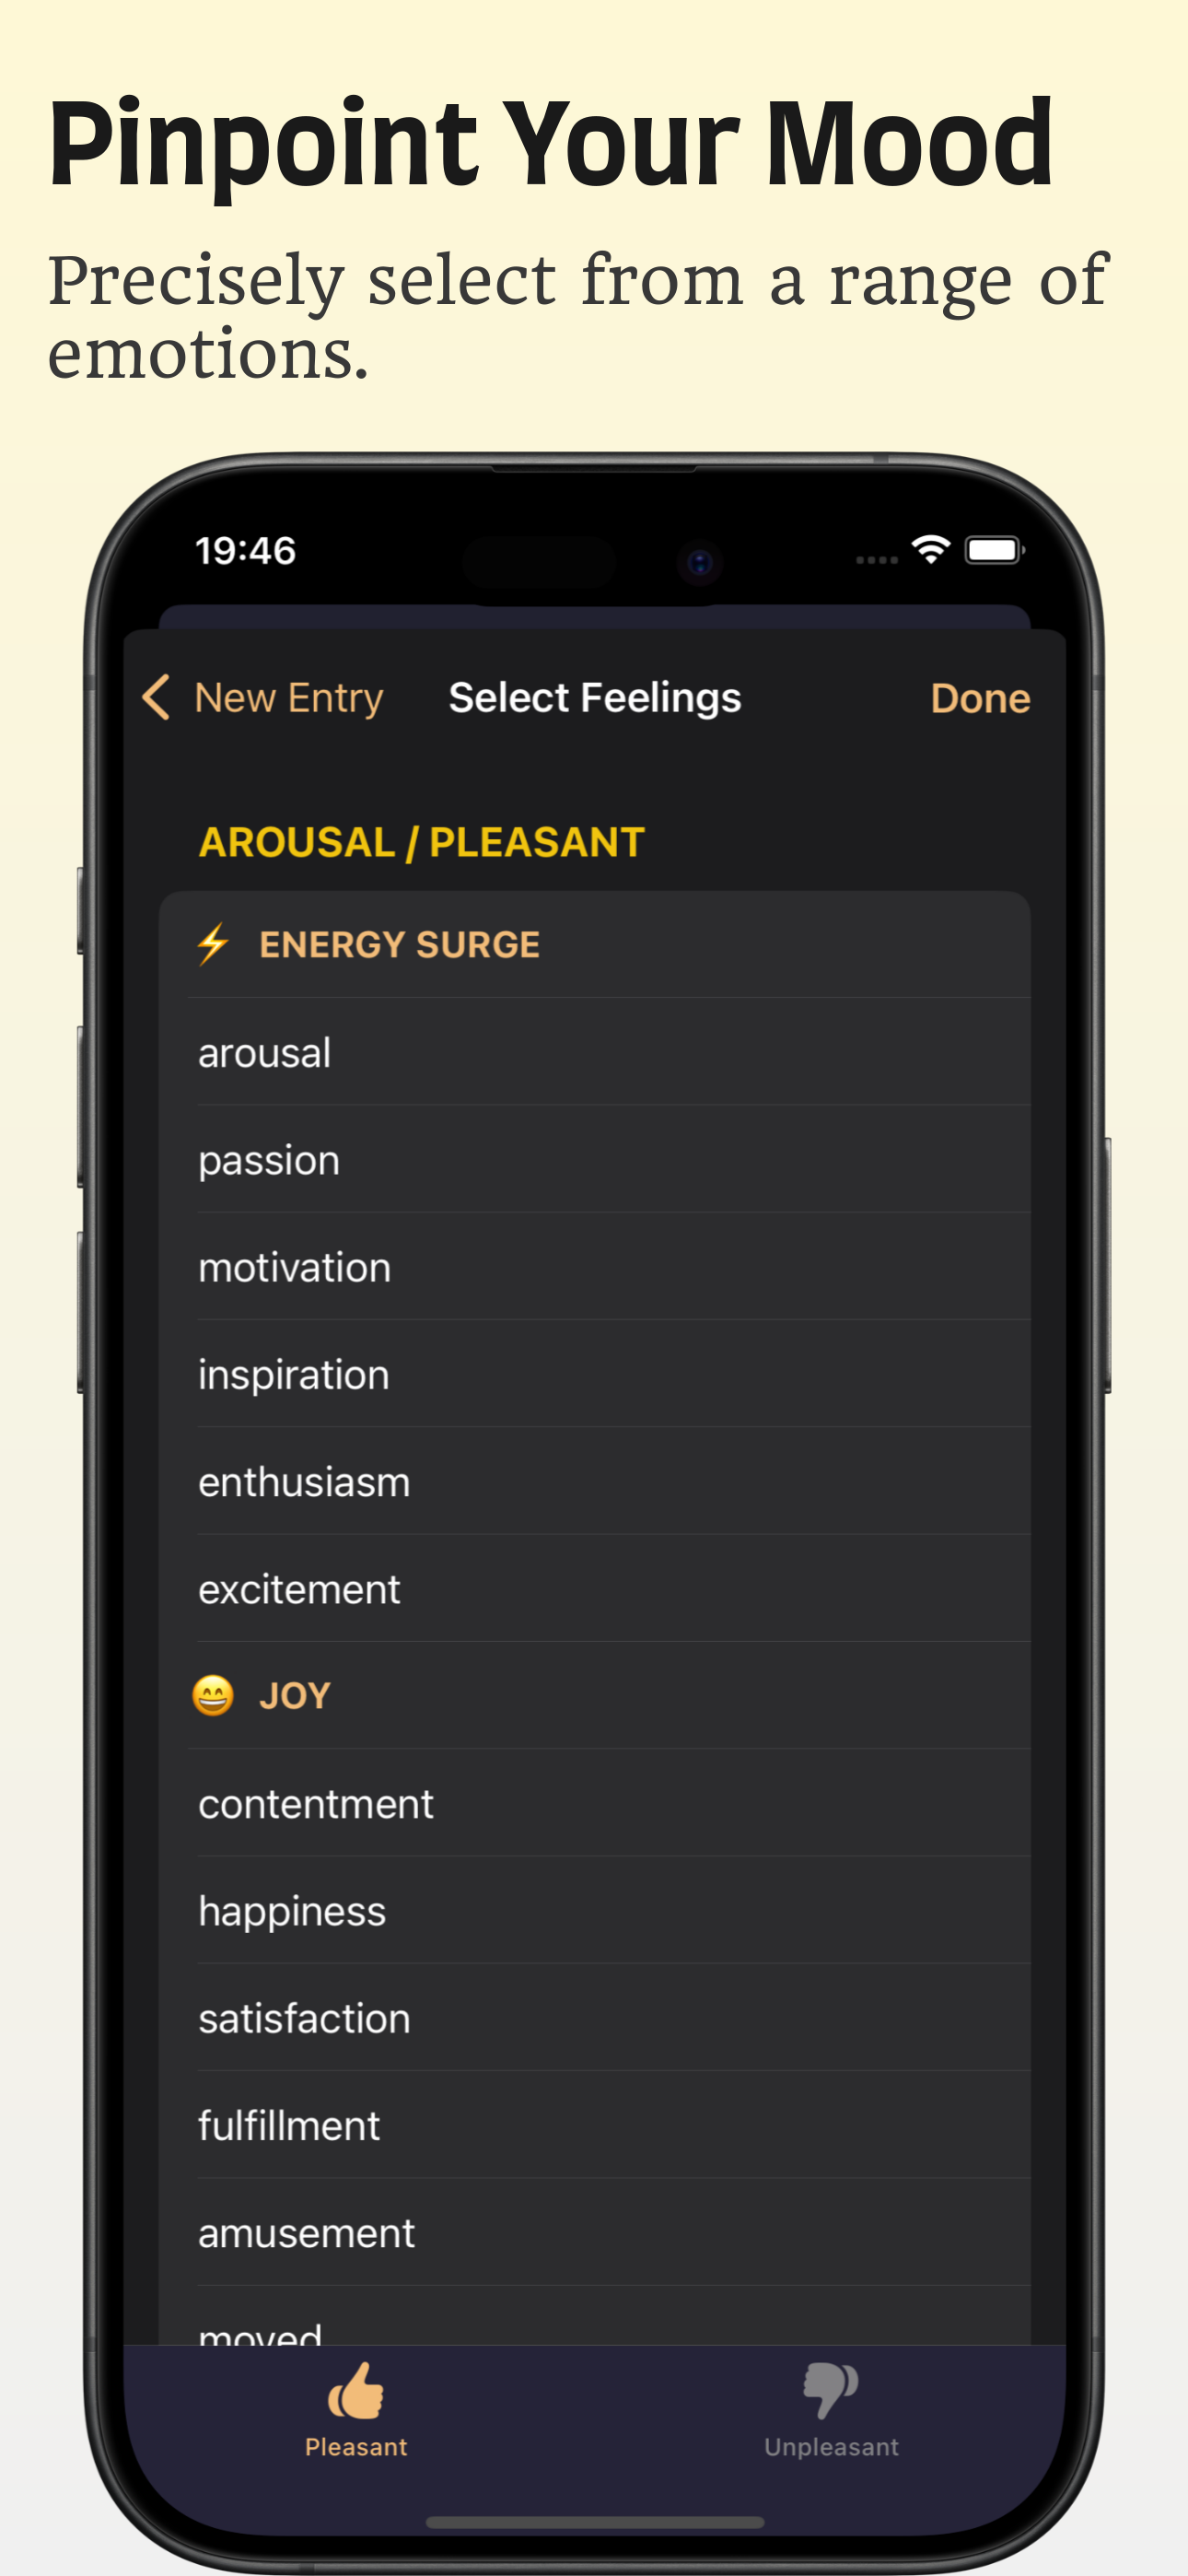 Pinpoint Your Mood
Precisely select from a range of
emotions.
19:46
New Entry
Select Feelings
Done
AROUSAL / PLEASANT
⚡ ENERGY SURGE
arousal
passion
motivation
inspiration
enthusiasm
excitement
😄 JOY
contentment
happiness
satisfaction
fulfillment
amusement
moved
Pleasant
Unpleasant